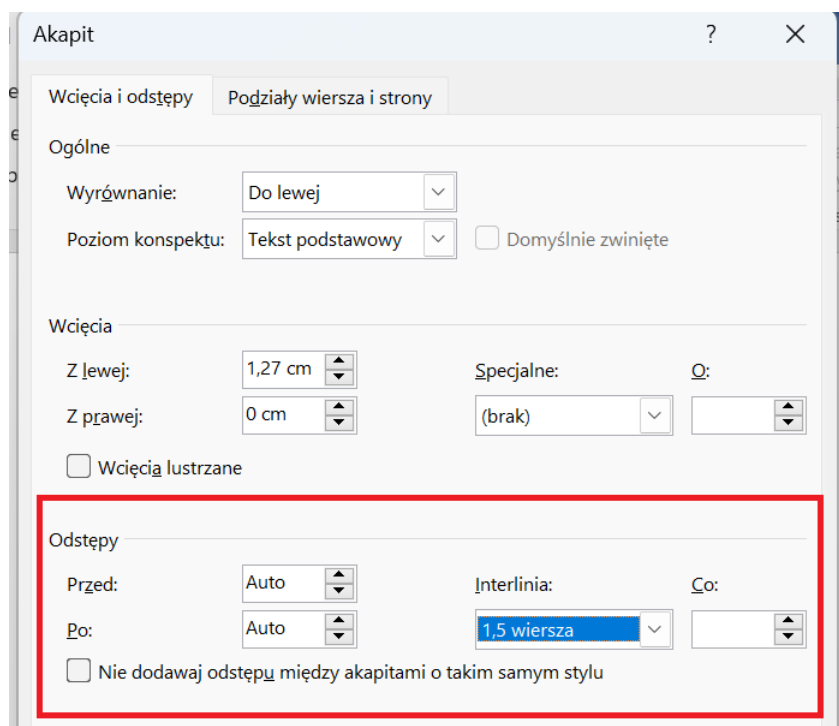 Akapit ?
Wcięcia i odstępy Podziały wiersza i strony
Ogólne
Wyrównanie: Do lewej
Poziom konspektu: Tekst podstawowy Domyślnie zwinięte
Wcięcia
Z lewej: 1,27 cm Specjalne: O:
Z prawej: 0 cm (brak)
Wcięcia lustrzane
Odstępy
Przed: Auto Interlinia: Co:
Po: Auto 1,5 wiersza
Nie dodawaj odstępu między akapitami o takim samym stylu